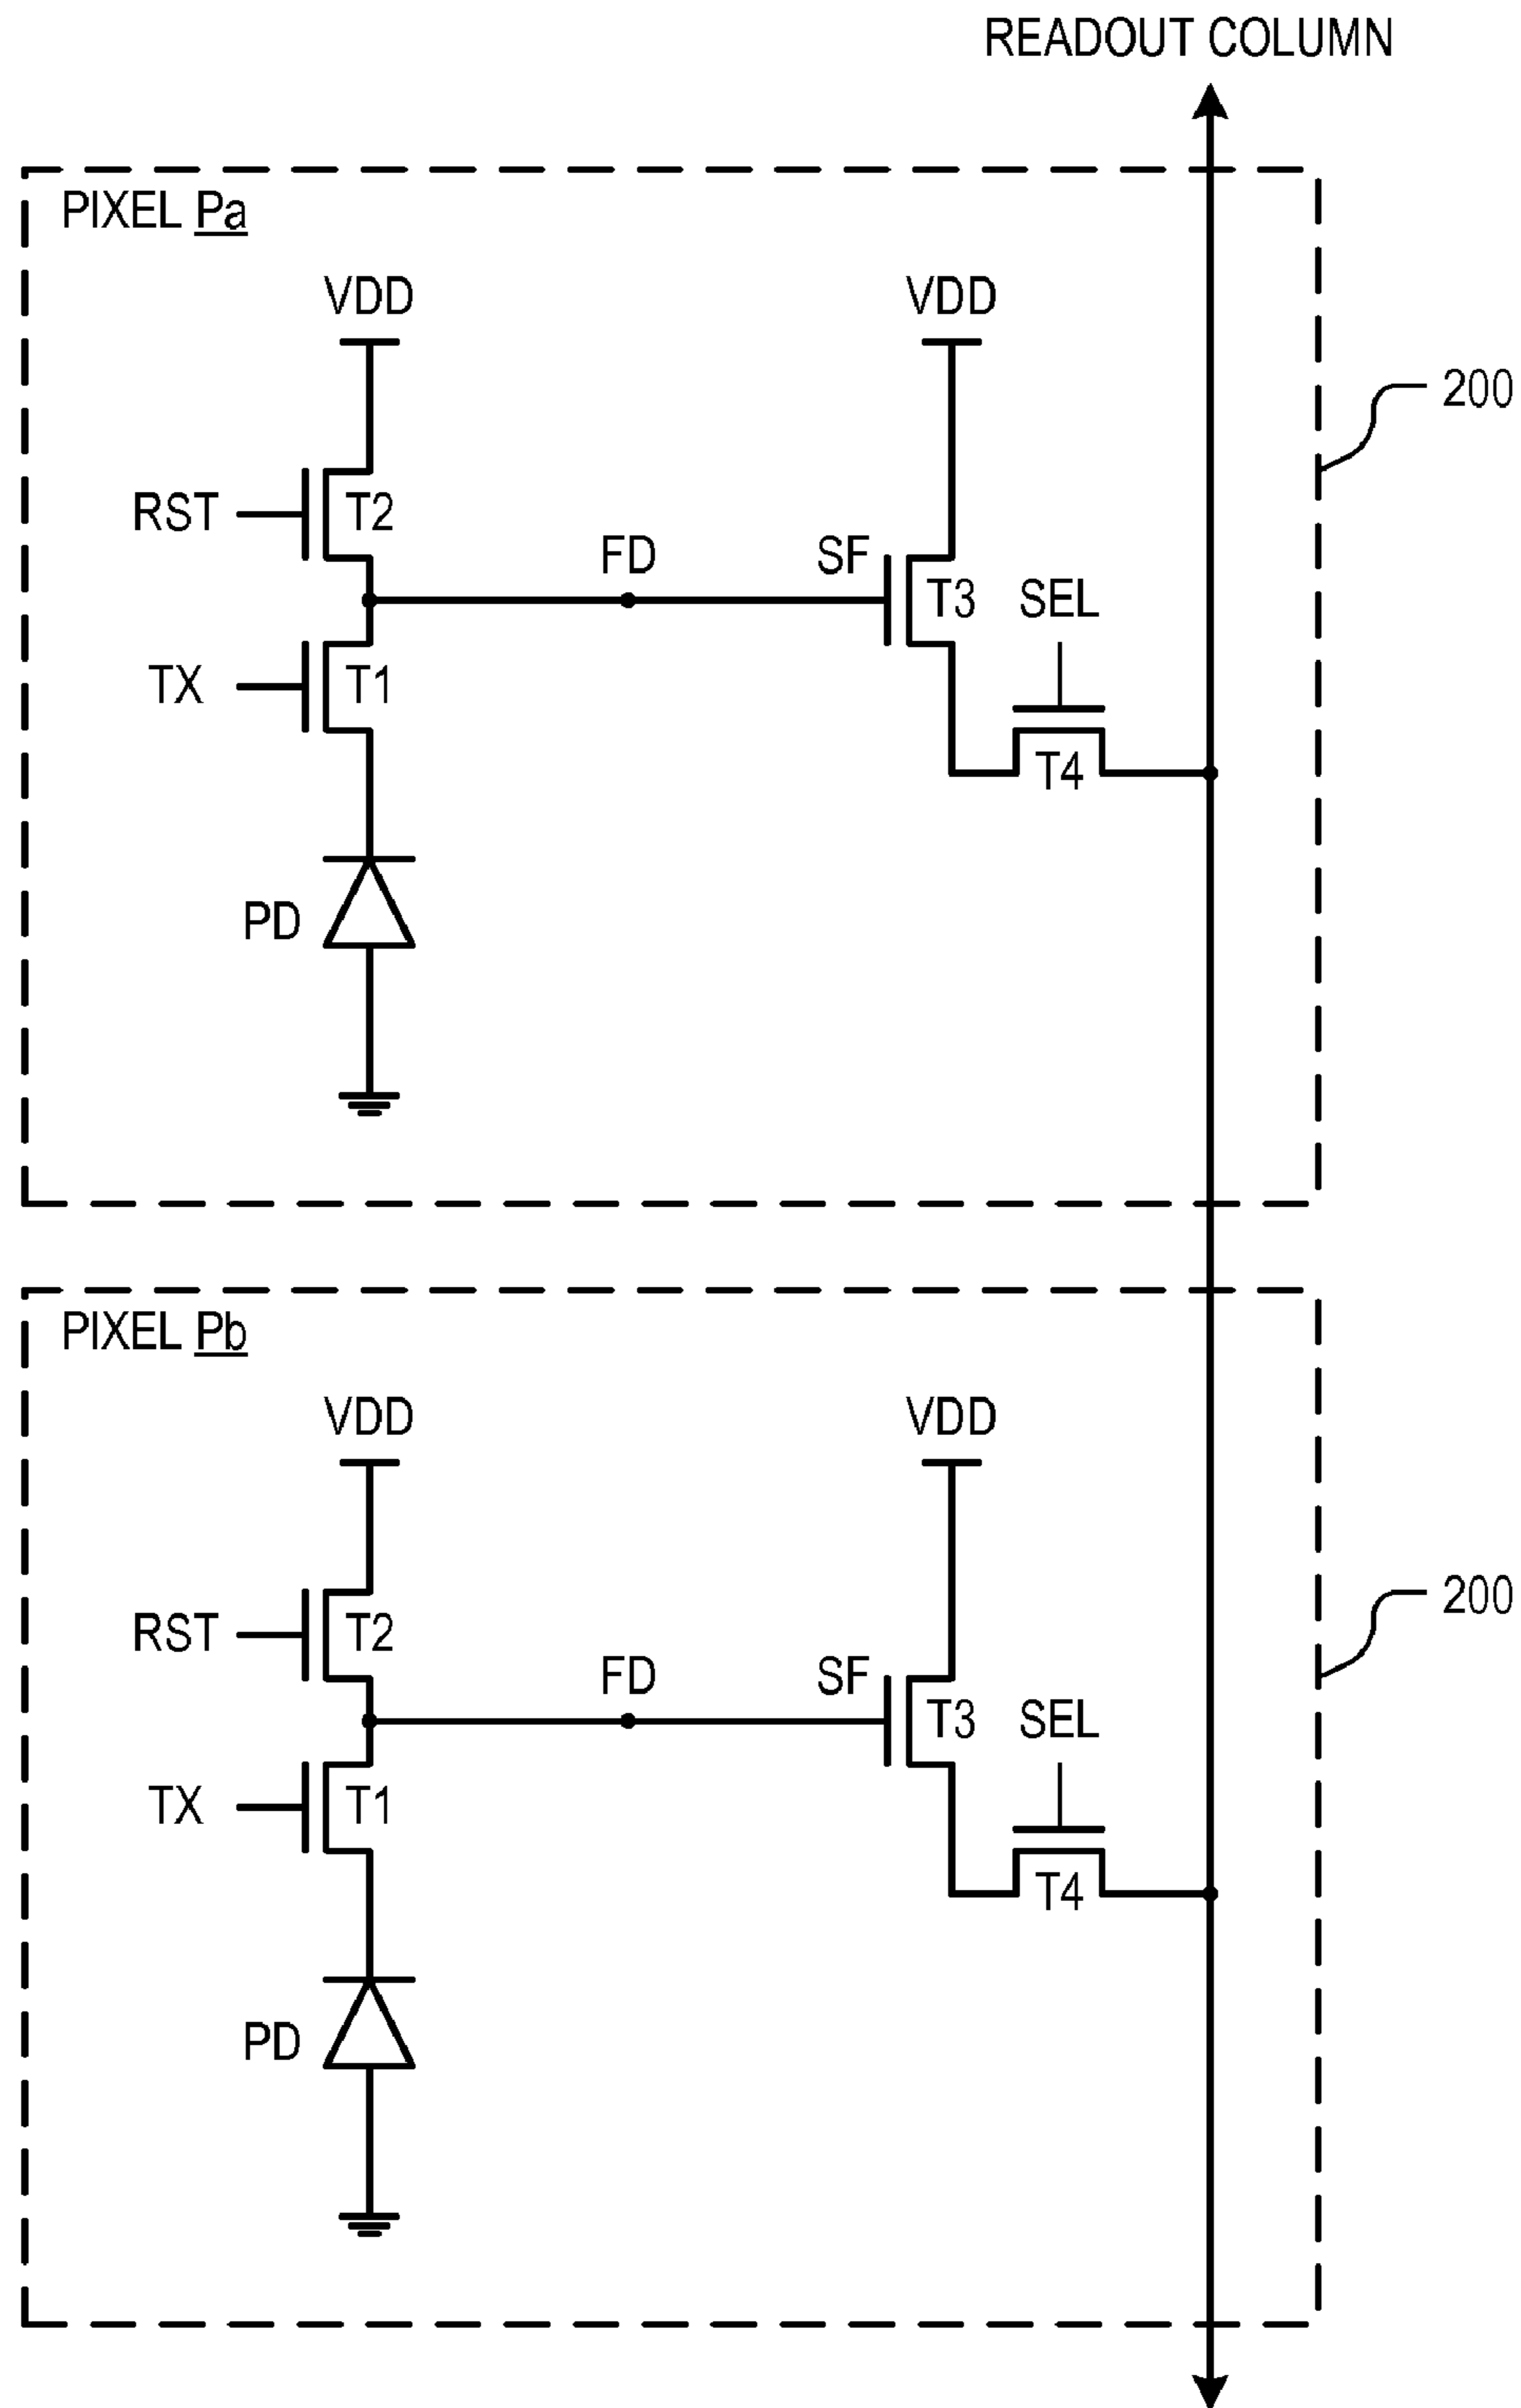 READOUT COLUMN
PIXEL Pa
VDD
VDD
200
RST
T2
FD
SF
T3
SEL
TX
T1
T4
PD
PIXEL Pb
VDD
VDD
200
RST
T2
FD
SF
T3
SEL
TX
T1
T4
PD